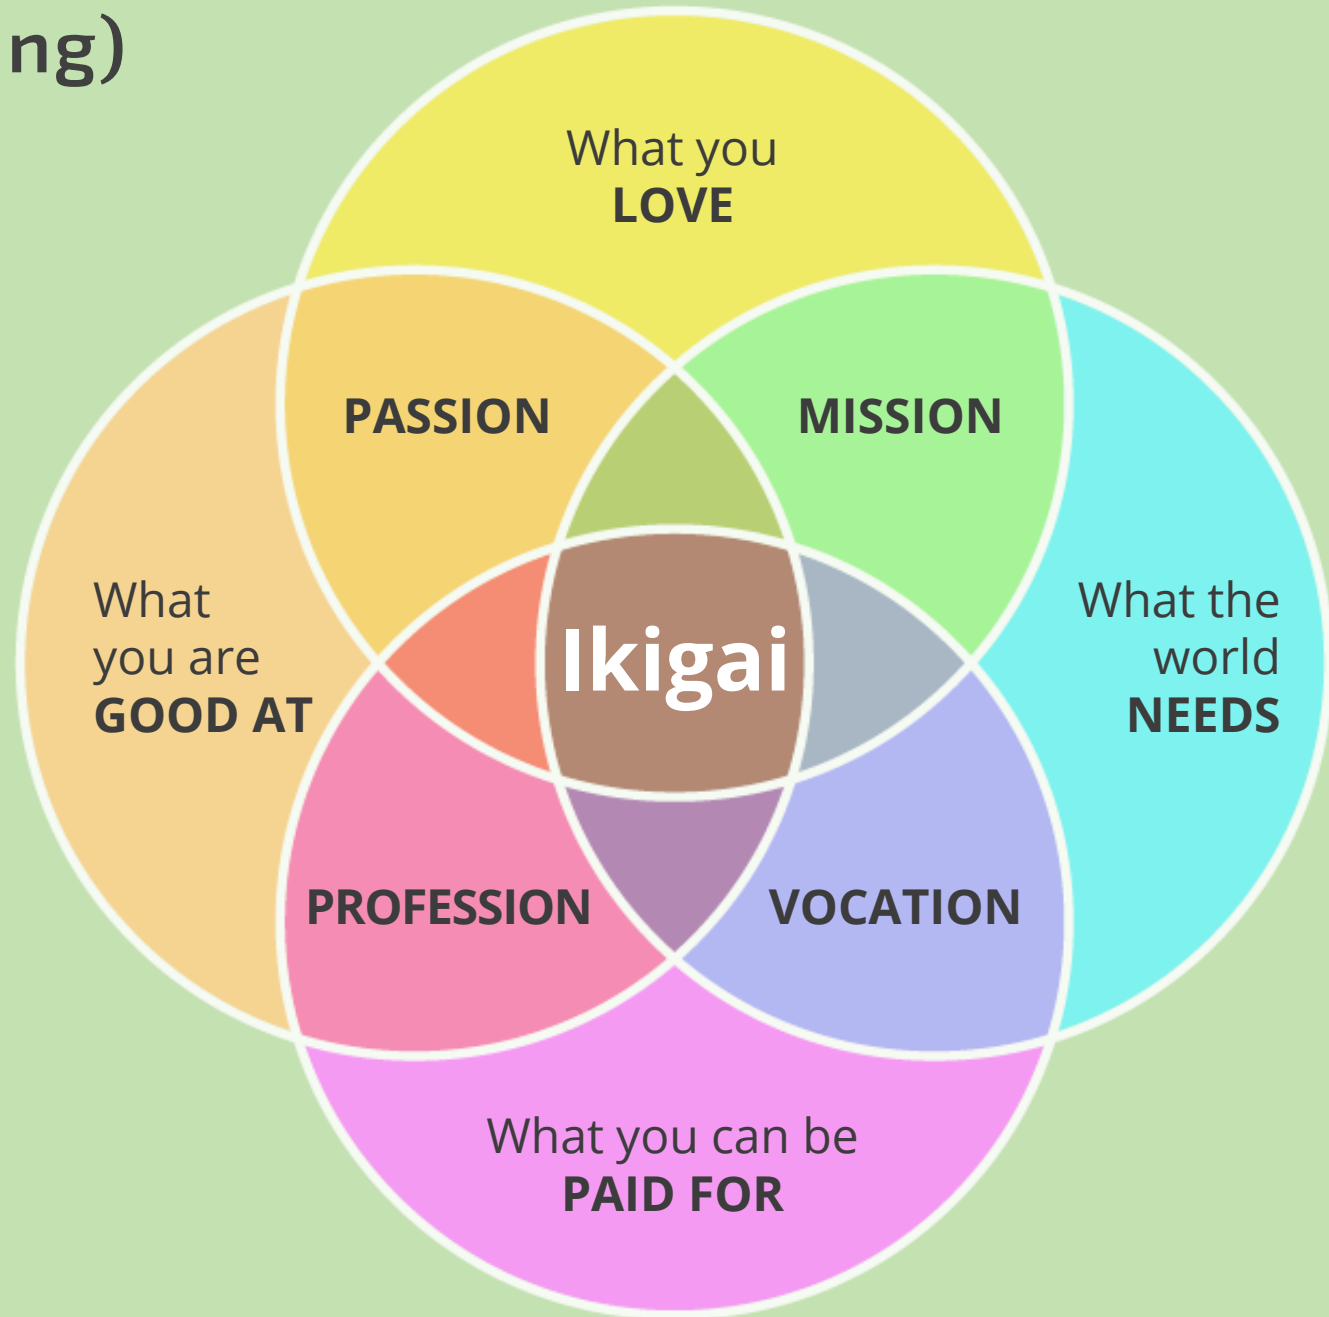 ng)
What you
LOVE
PASSION
MISSION
What
you are
GOOD AT
Ikigai
What the
world
NEEDS
PROFESSION
VOCATION
What you can be
PAID FOR